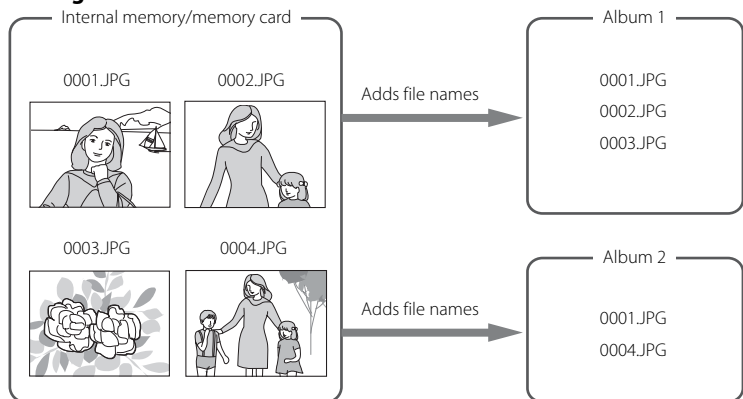 Internal memory/memory card
0001.JPG 0002.JPG
0003.JPG 0004.JPG
Adds file names
Adds file names
Album 1
0001.JPG
0002.JPG
0003.JPG
Album 2
0001.JPG
0004.JPG